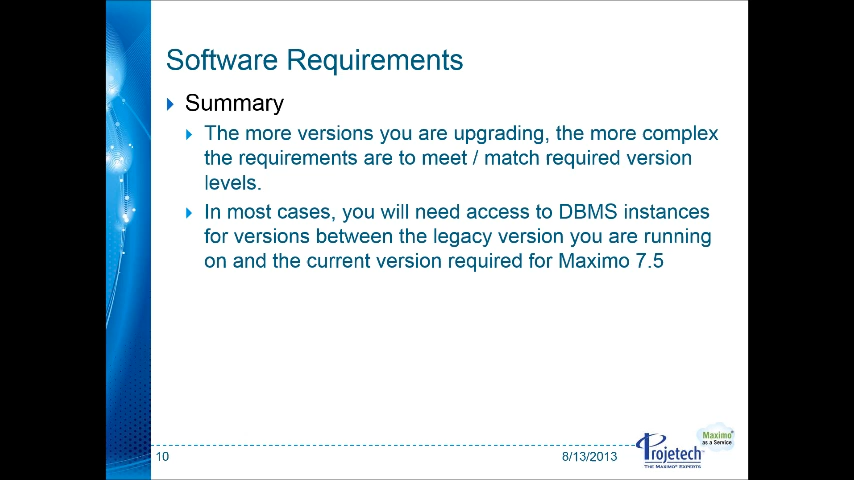 Software Requirements
Summary
The more versions you are upgrading, the more complex
the requirements are to meet / match required version
levels.
In most cases, you will need access to DBMS instances
for versions between the legacy version you are running
on and the current version required for Maximo 7.5
10
8/13/2013
Projetech
THE MAXIMO EXPERTS
Maximo
as a Service